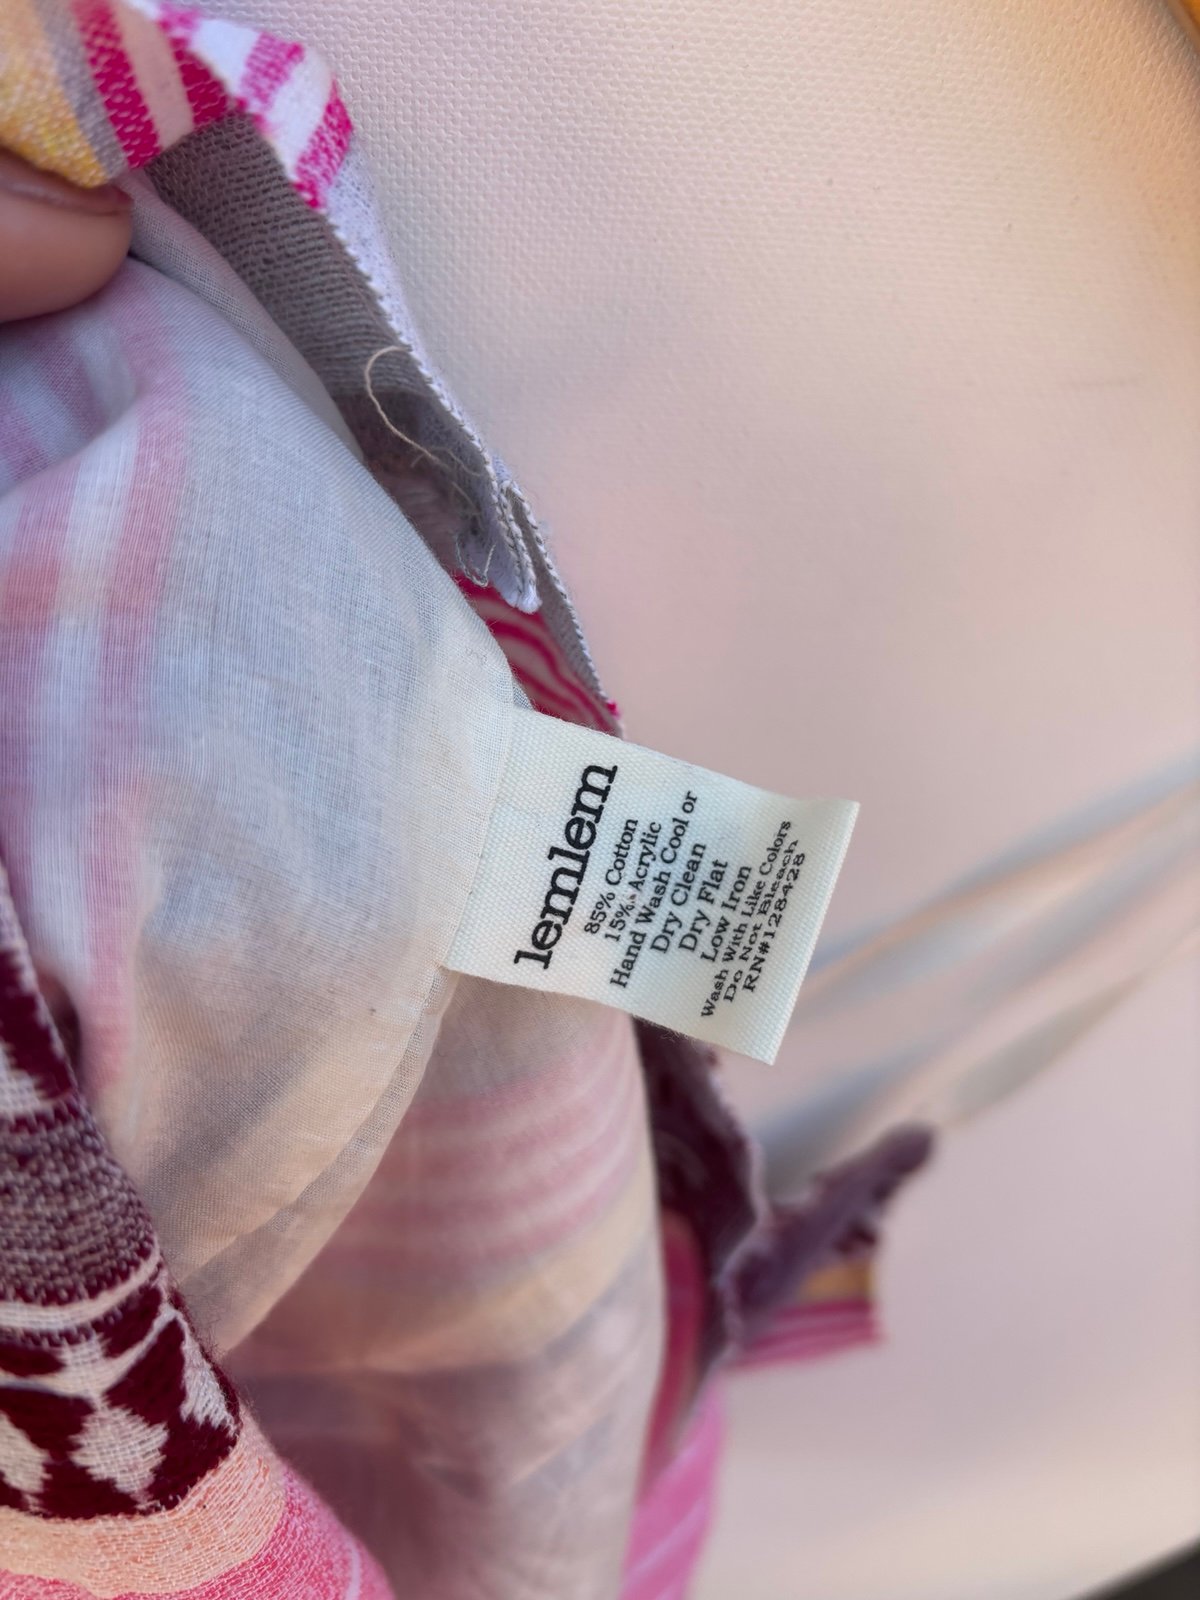 lemlem
85% Cotton
15% Acrylic
Hand Wash Cool or
Dry Clean
Dry Flat
Low Iron
Wash With Like Colors
Do Not Bleach
RN#128428